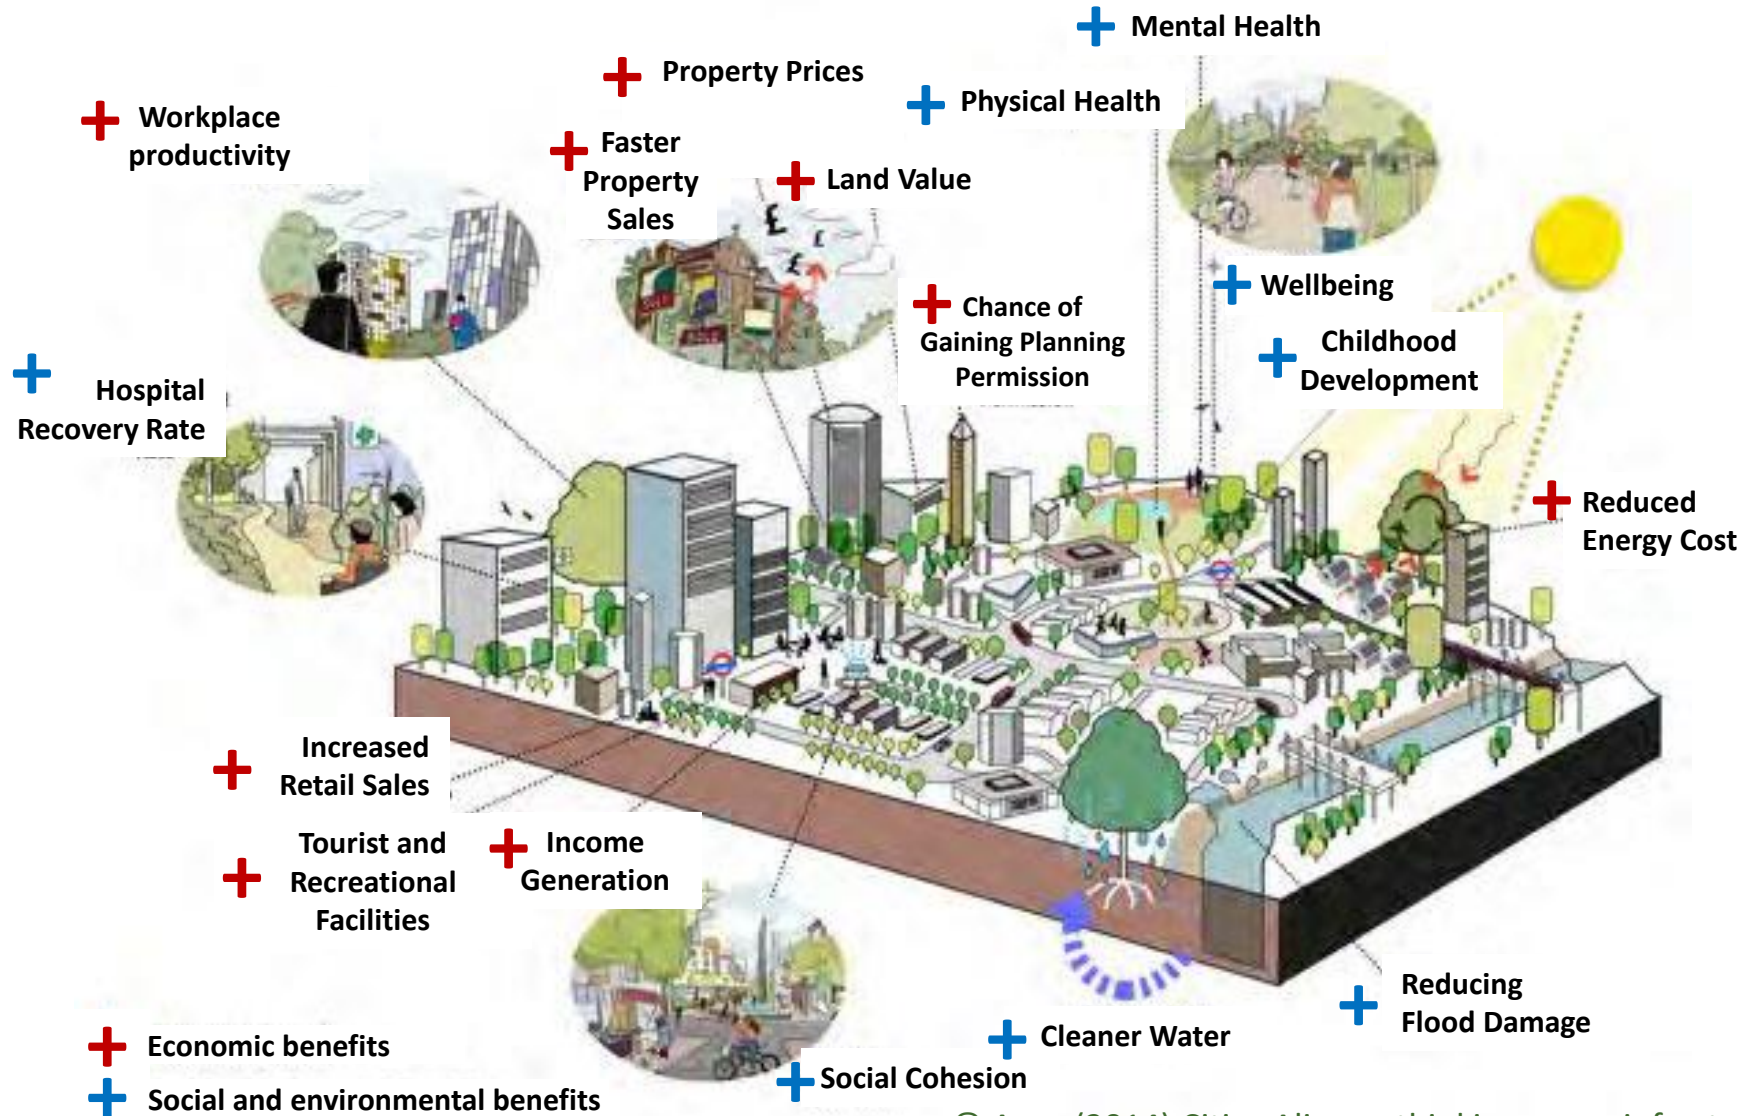 Mental Health
Property Prices
Physical Health
Workplace
productivity
Faster
Property
Sales
Land Value
£
£
£
Wellbeing
Chance of
Gaining Planning
Permission
Childhood
Development
Hospital
Recovery Rate
Reduced
Energy Cost
Increased
Retail Sales
Tourist and
Recreational
Facilities
Income
Generation
Reducing
Flood Damage
Cleaner Water
Economic benefits
Social Cohesion
Social and environmental benefits